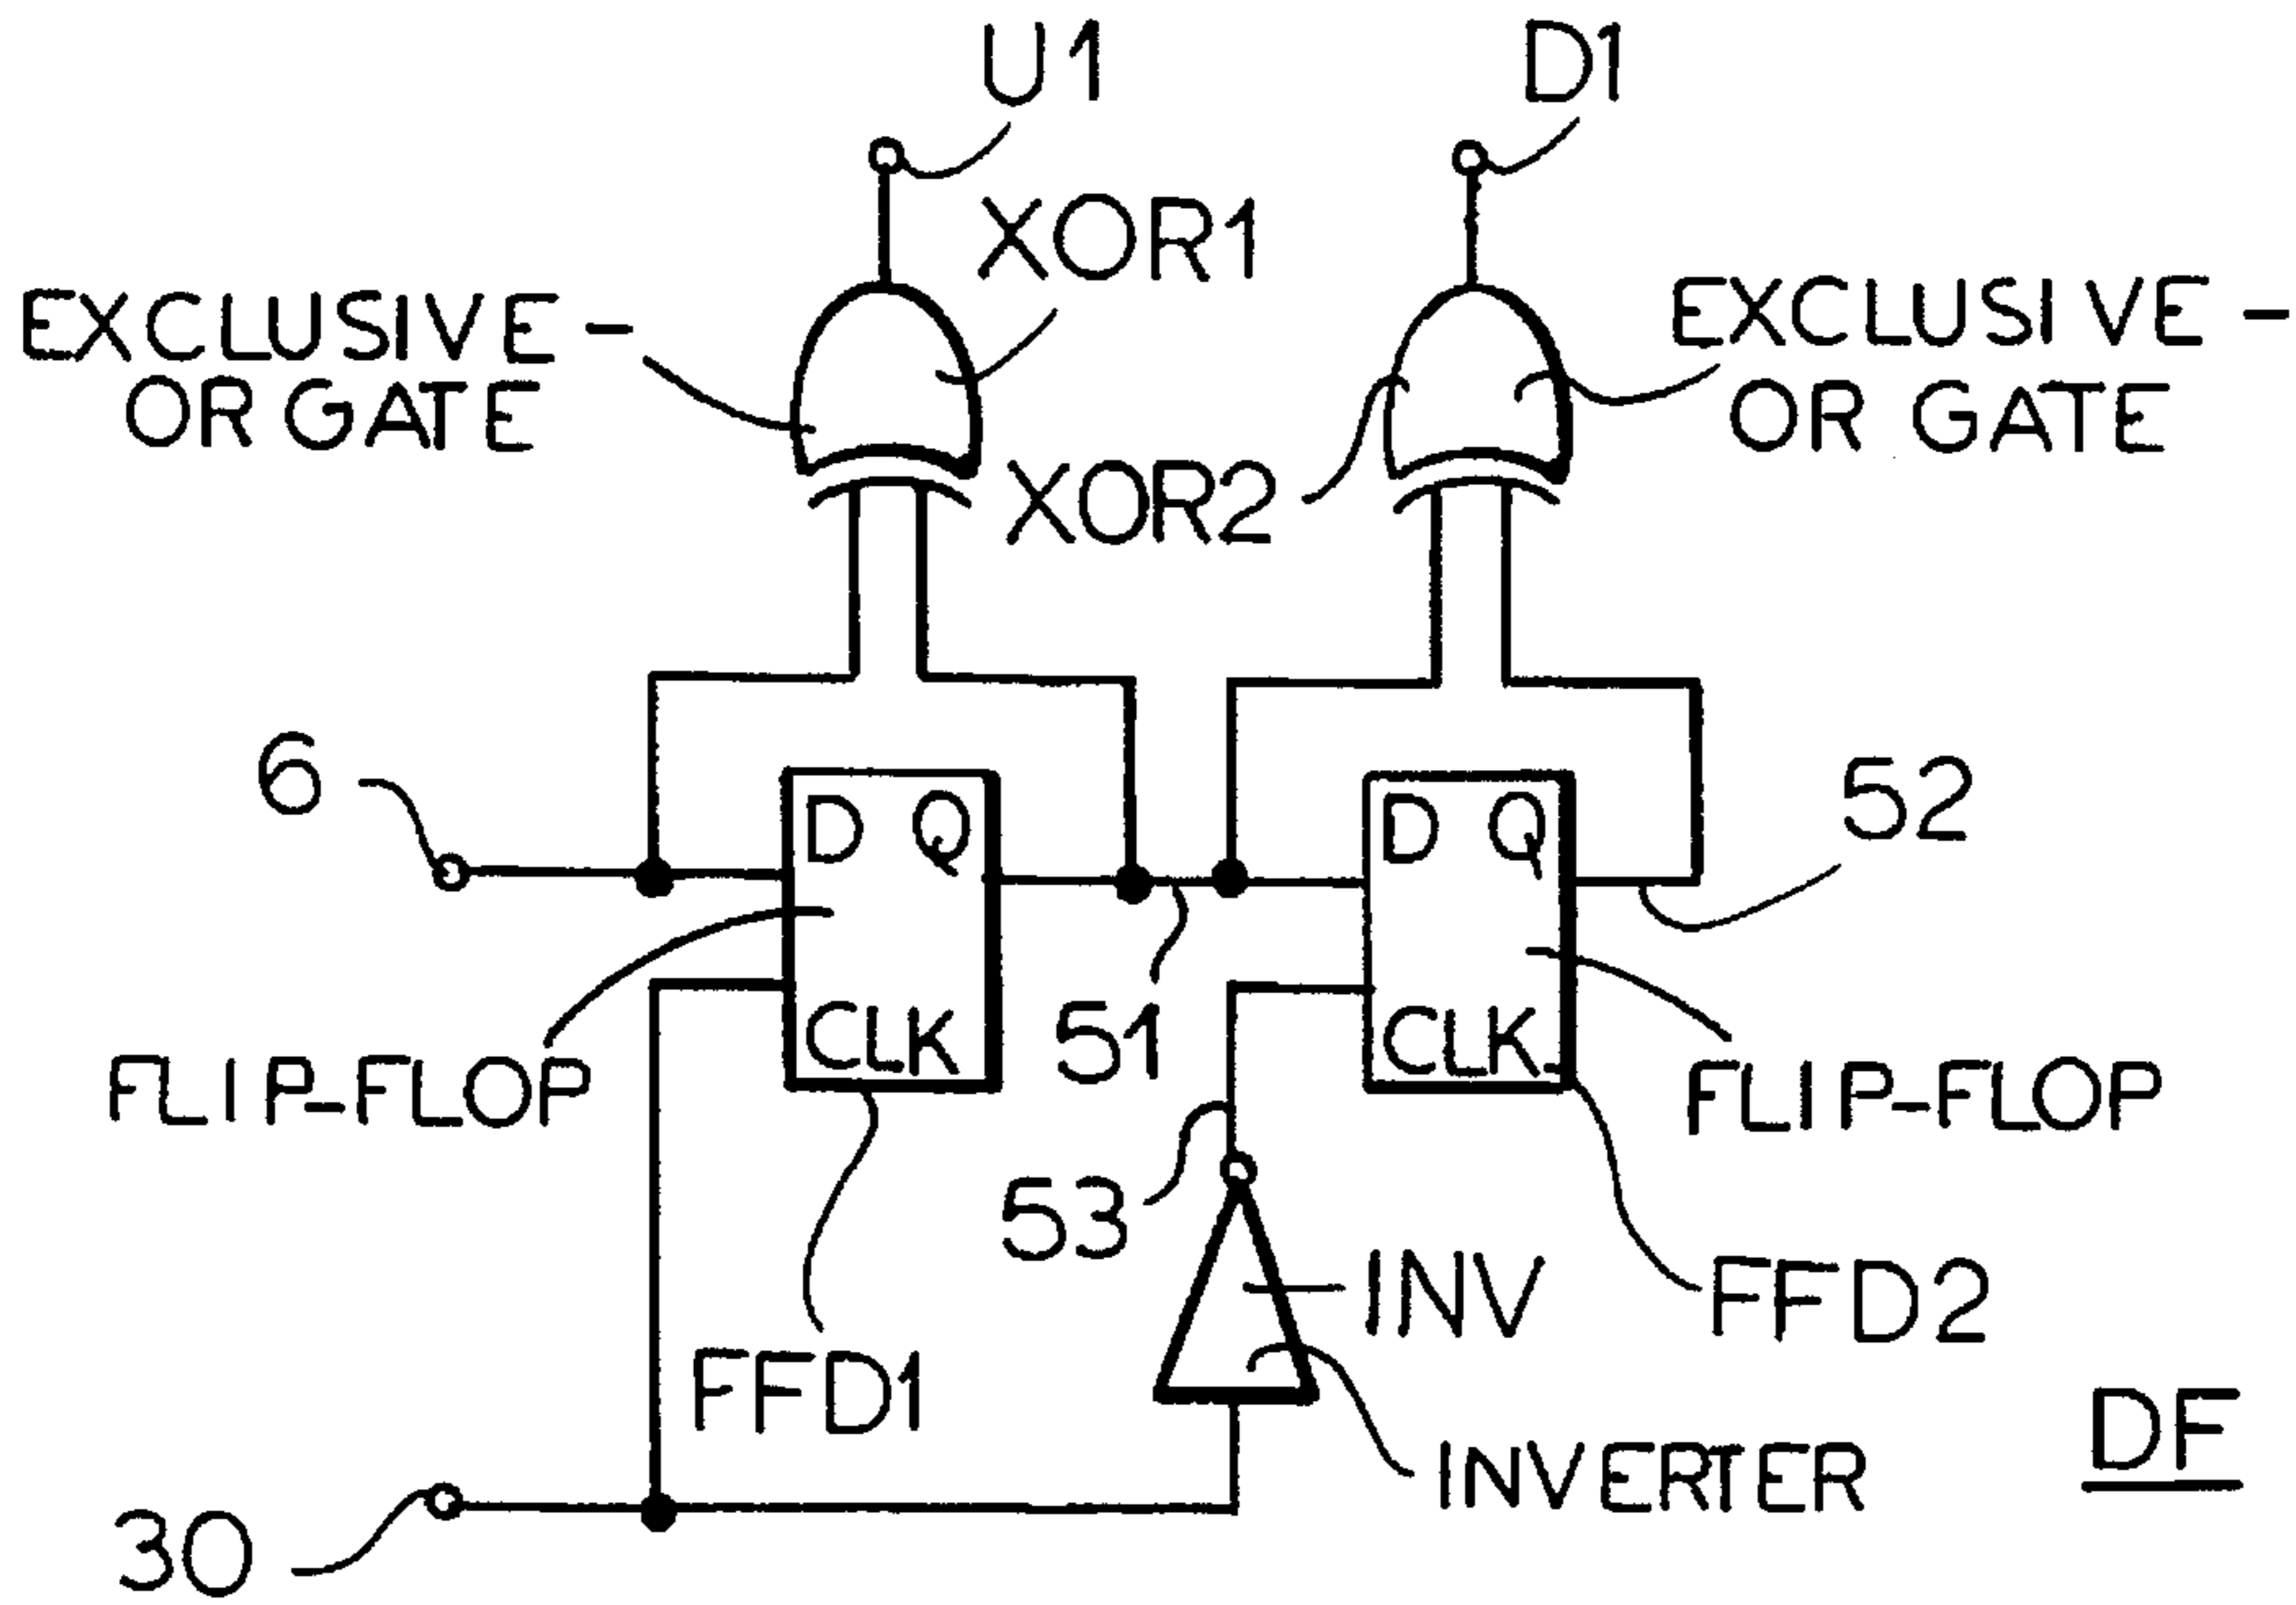 U1
D1
XOR1
EXCLUSIVE-
OR GATE
EXCLUSIVE-
OR GATE
XOR2
6
D Q
D Q
52
CLK
51
CLK
FLIP-FLOP
FLIP-FLOP
53
INV
FFD2
FFD1
DF
INVERTER
30